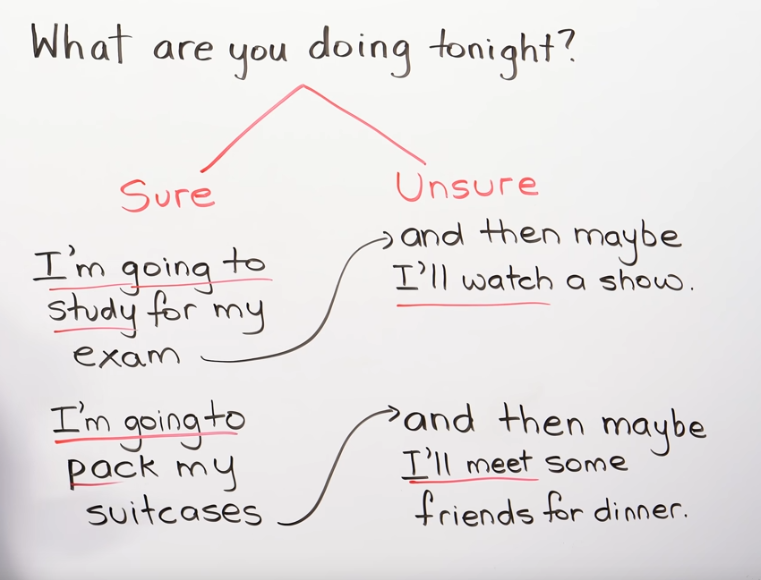 What are you doing tonight?
Sure
I'm going to
study for my
exam
Unsure
and then maybe
I'll watch a show.
I'm going to
pack my
suitcases
and then maybe
I'll meet some
friends for dinner.